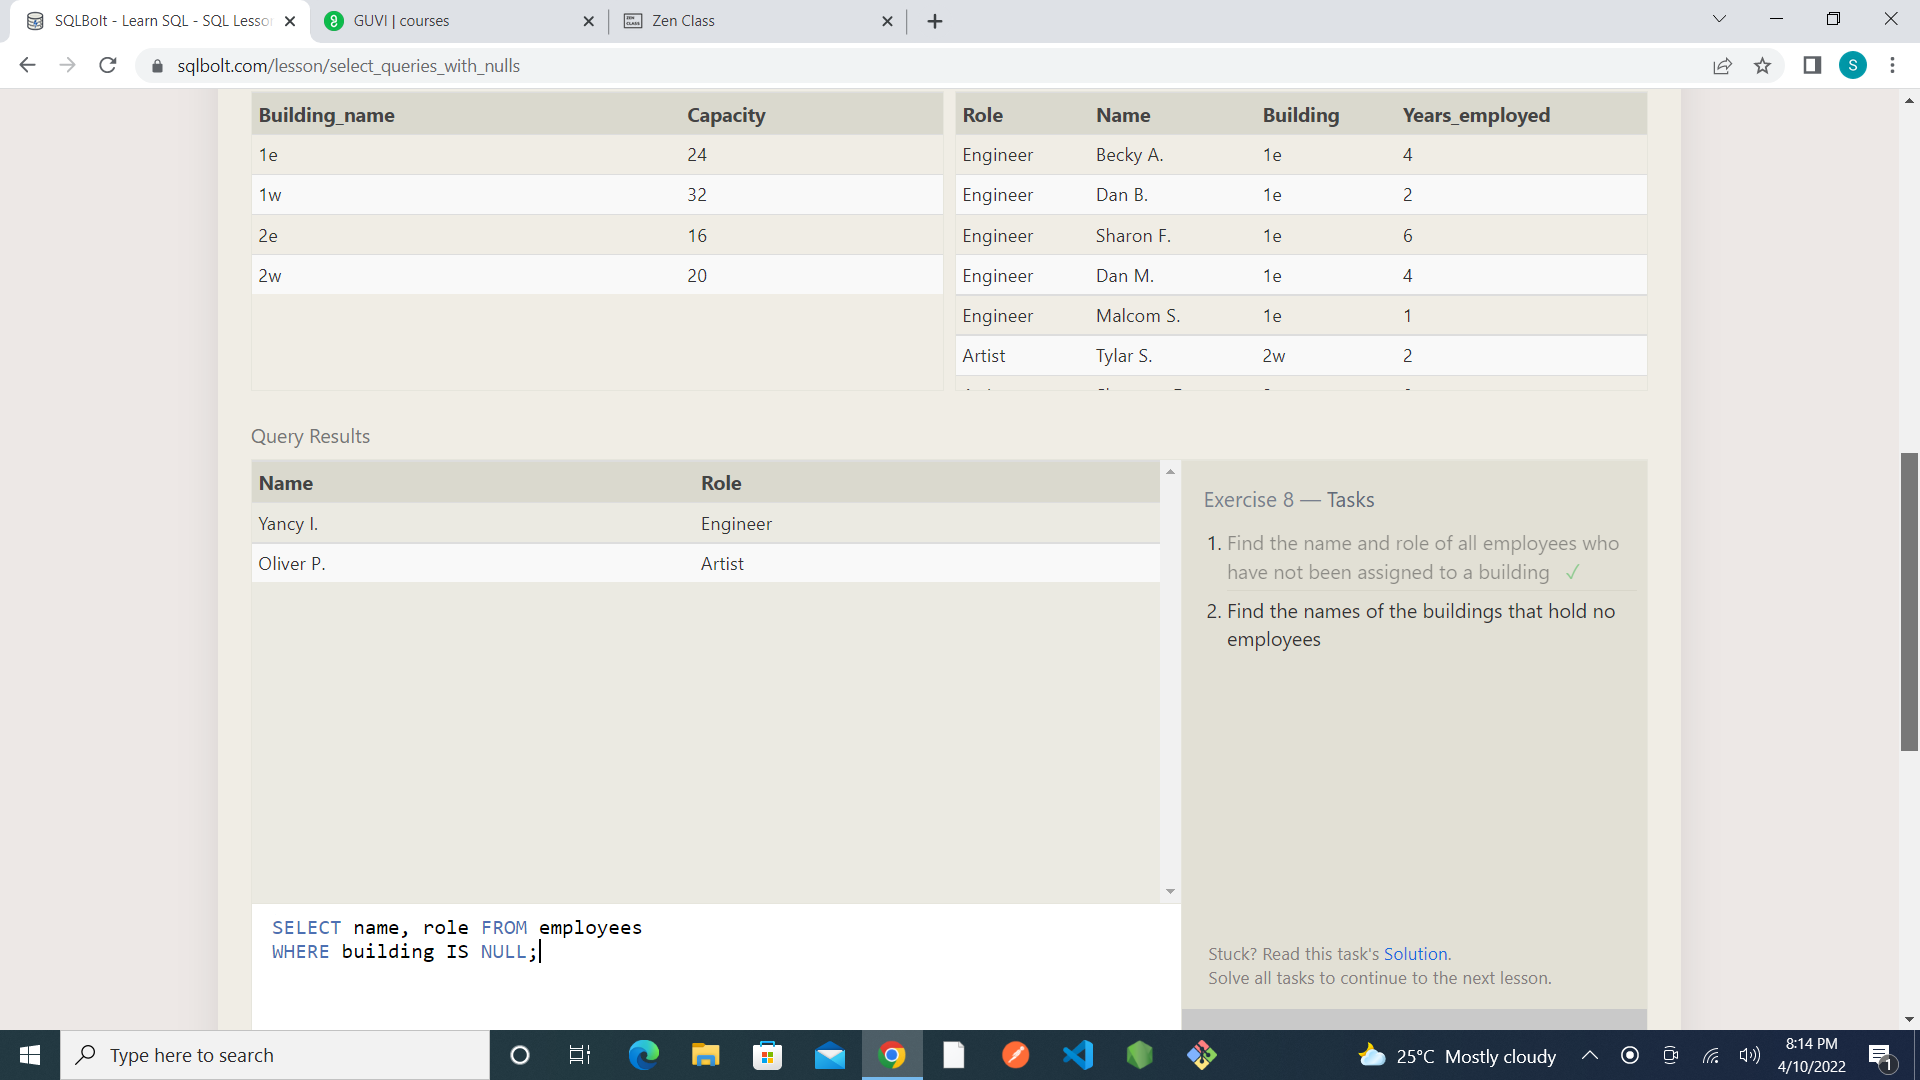 SQLBolt - Learn SQL - SQL Lesson
GUVI | courses
Zen Class
sqlbolt.com/lesson/select_queries_with_nulls
S
Building_name Capacity
1e 24
1w 32
2e 16
2w 20
Role Name Building Years_employed
Engineer Becky A. 1e 4
Engineer Dan B. 1e 2
Engineer Sharon F. 1e 6
Engineer Dan M. 1e 4
Engineer Malcom S. 1e 1
Artist Tylar S. 2w 2
Query Results
Name Role
Yancy I. Engineer
Oliver P. Artist
Exercise 8 — Tasks
1. Find the name and role of all employees who
have not been assigned to a building ✓
2. Find the names of the buildings that hold no
employees
SELECT name, role FROM employees
WHERE building IS NULL;
Stuck? Read this task's Solution.
Solve all tasks to continue to the next lesson.
Type here to search
25°C Mostly cloudy
8:14 PM
4/10/2022
1